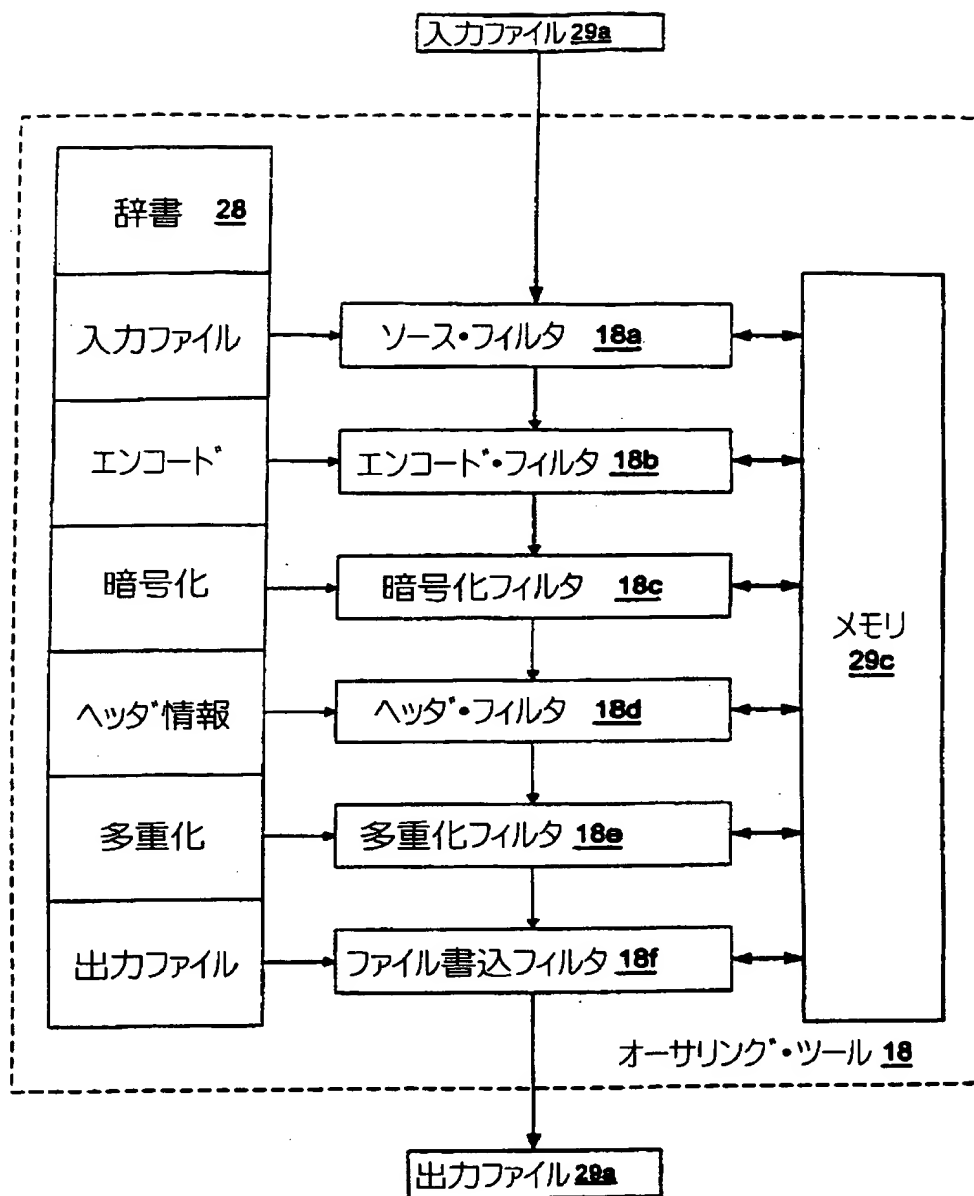 入力ファイル 29a
辞書 28
入力ファイル
ソース・フィルタ 18a
エンコード
エンコード・フィルタ 18b
暗号化
暗号化フィルタ 18c
ヘッダ情報
ヘッダ・フィルタ 18d
多重化
多重化フィルタ 18e
出力ファイル
ファイル書込フィルタ 18f
メモリ
29c
オーサリング・ツール 18
出力ファイル 29a